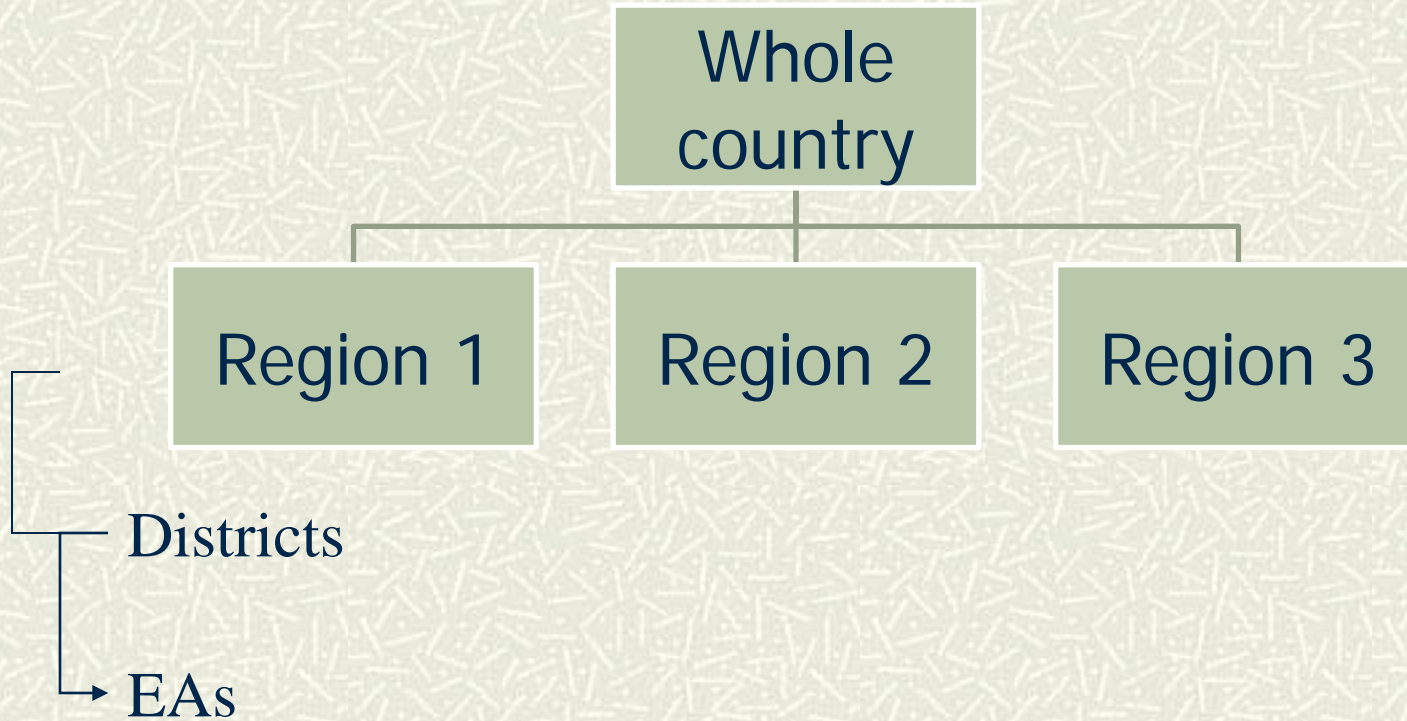 Whole
country
Region 1
Region 2
Region 3
Districts
EAs